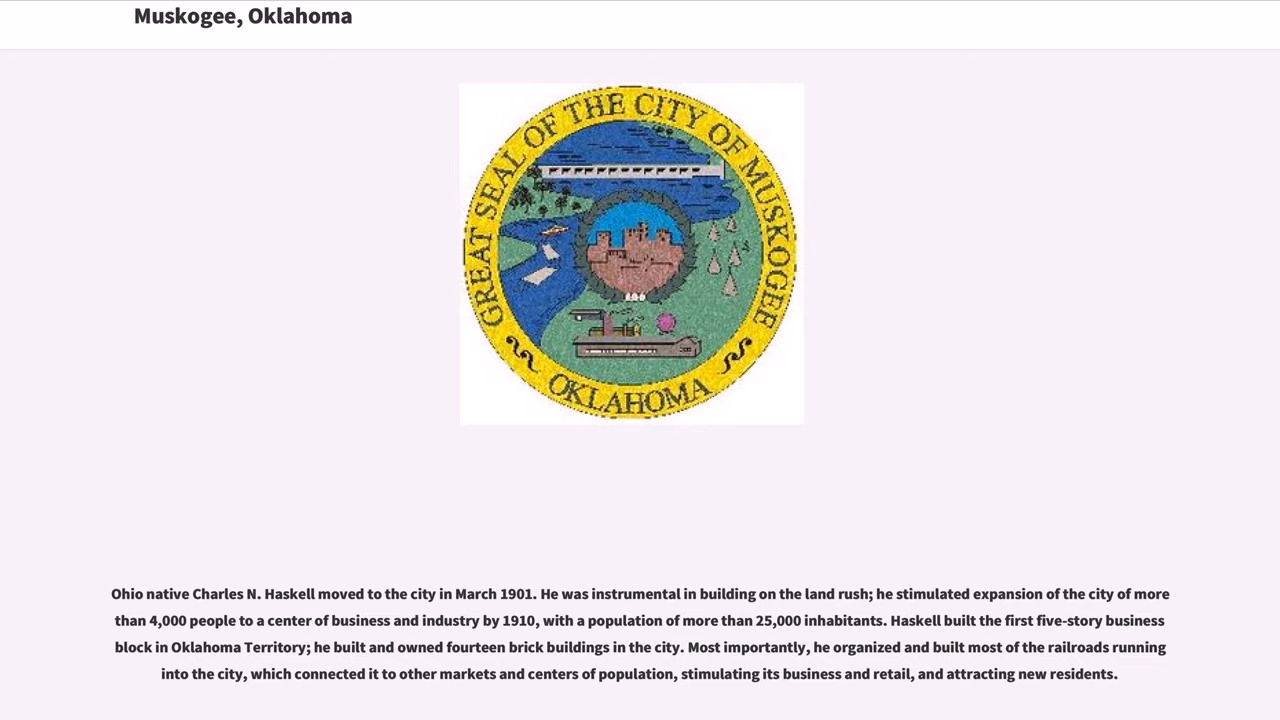 Muskogee, Oklahoma
GREAT SEAL OF THE CITY OF MUSKOGEE
OKLAHOMA
Ohio native Charles N. Haskell moved to the city in March 1901. He was instrumental in building on the land rush; he stimulated expansion of the city of more
than 4,000 people to a center of business and industry by 1910, with a population of more than 25,000 inhabitants. Haskell built the first five-story business
block in Oklahoma Territory; he built and owned fourteen brick buildings in the city. Most importantly, he organized and built most of the railroads running
into the city, which connected it to other markets and centers of population, stimulating its business and retail, and attracting new residents.